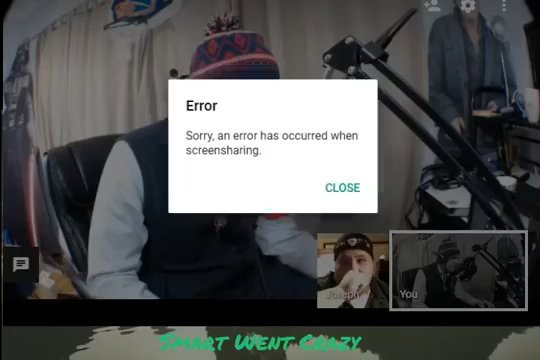 Error
Sorry, an error has occurred when
screensharing.
CLOSE
Joseph
You
Smart Went Crazy